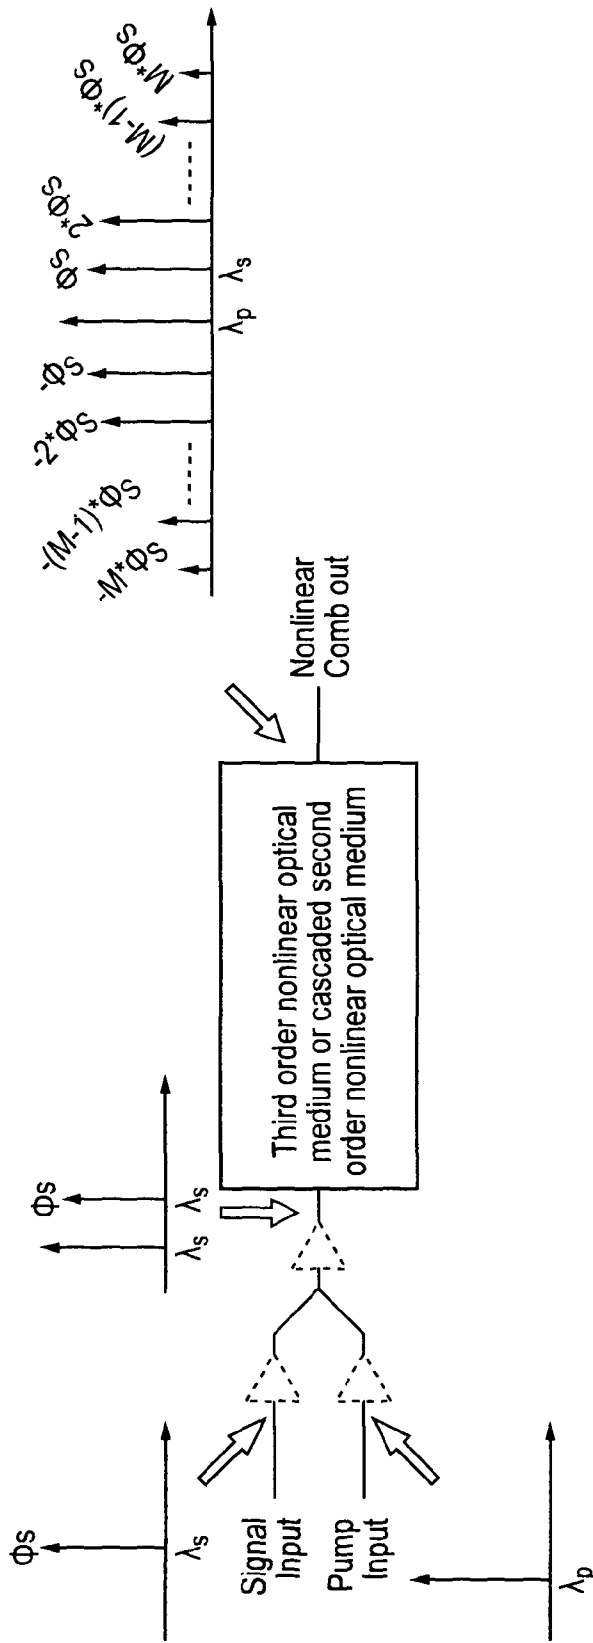 ϕs
λs
Signal
Input
Pump
Input
λp
ϕs
λs λs
Third order nonlinear optical
medium or cascaded second
order nonlinear optical medium
Nonlinear
Comb out
-M*ϕs
-(M-1)*ϕs
-2*ϕs
-ϕs
ϕs
2*ϕs
(M-1)*ϕs
M*ϕs
λp λs